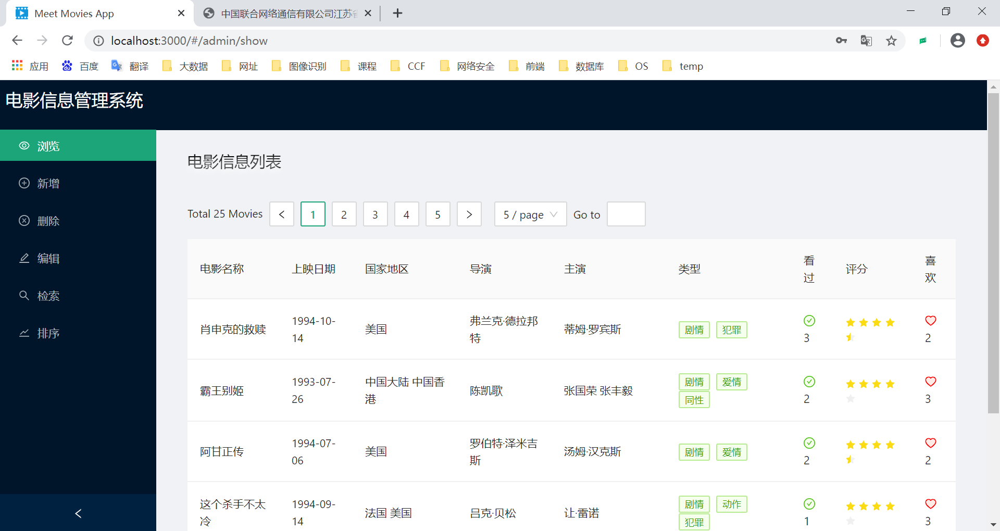 Meet Movies App
中国联合网络通信有限公司江苏省
localhost:3000/#/admin/show
应用 百度 翻译 大数据 网址 图像识别 课程 CCF 网络安全 前端 数据库 OS temp
电影信息管理系统
浏览
新增
删除
编辑
检索
排序
电影信息列表
Total 25 Movies 1 2 3 4 5 5 / page Go to
电影名称 上映日期 国家地区 导演 主演 类型 看过 评分 喜欢
肖申克的救赎 1994-10-14 美国 弗兰克·德拉邦特 蒂姆·罗宾斯 剧情 犯罪 3 2
霸王别姬 1993-07-26 中国大陆 中国香港 陈凯歌 张国荣 张丰毅 剧情 爱情 同性 2 3
阿甘正传 1994-07-06 美国 罗伯特·泽米吉斯 汤姆·汉克斯 剧情 爱情 2 2
这个杀手不太冷 1994-09-14 法国 美国 吕克·贝松 让·雷诺 剧情 动作 犯罪 1 3